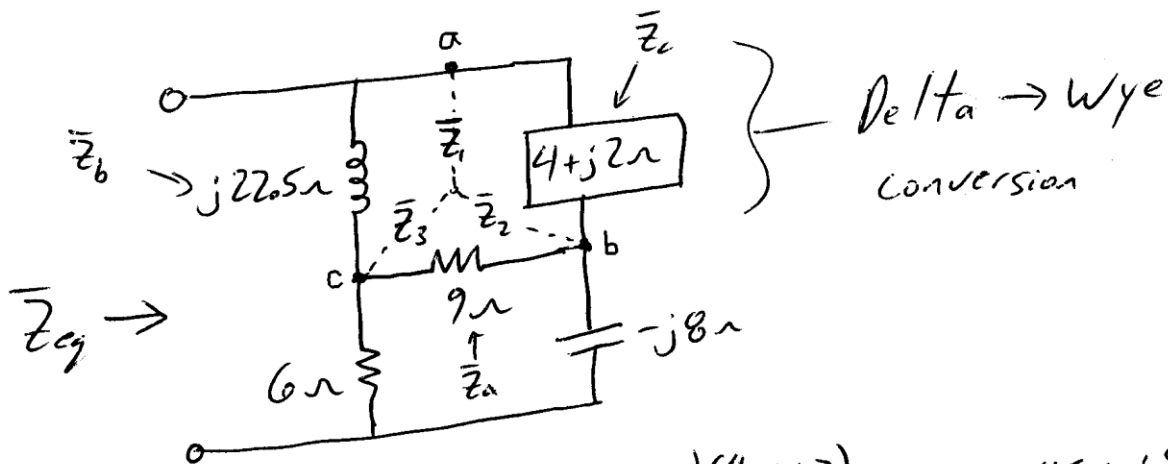 a
Z̄c
Delta → Wye
conversion
Z̄b
j22.5Ω
Z̄1
4+j2Ω
Z̄3
Z̄2
b
c
9Ω
Z̄a
-j8Ω
Z̄eq →
6Ω